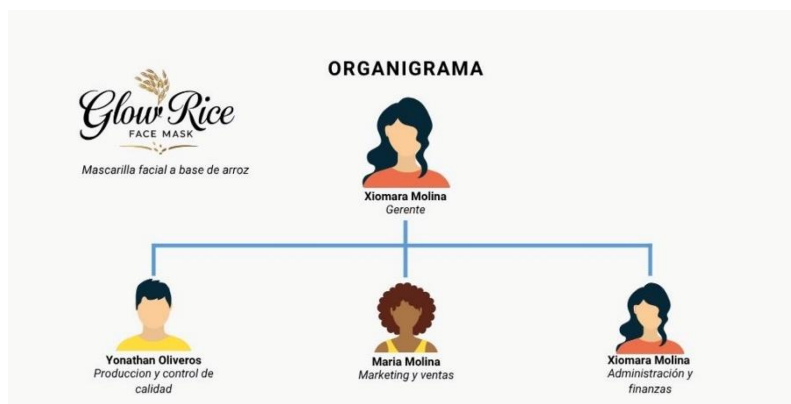 ORGANIGRAMA
Glow Rice
FACE MASK
Mascarilla facial a base de arroz
Xiomara Molina
Gerente
Yonathan Oliveros
Produccion y control de
calidad
Maria Molina
Marketing y ventas
Xiomara Molina
Administración y
finanzas